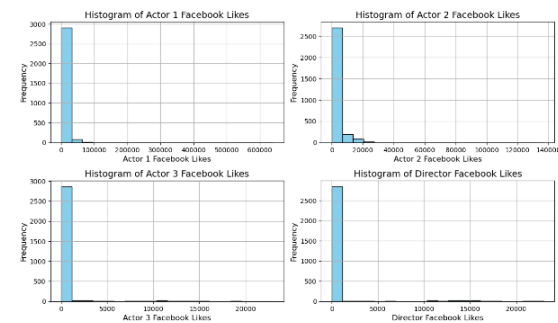 Histogram of Actor 1 Facebook Likes
Frequency
3000
2500
2000
1500
1000
500
0
0 100000 200000 300000 400000 500000 600000
Actor 1 Facebook Likes
Histogram of Actor 2 Facebook Likes
Frequency
2500
2000
1500
1000
500
0
0 20000 40000 60000 80000 100000 120000 140000
Actor 2 Facebook Likes
Histogram of Actor 3 Facebook Likes
Frequency
3000
2500
2000
1500
1000
500
0
0 5000 10000 15000 20000
Actor 3 Facebook Likes
Histogram of Director Facebook Likes
Frequency
2500
2000
1500
1000
500
0
0 5000 10000 15000 20000
Director Facebook Likes